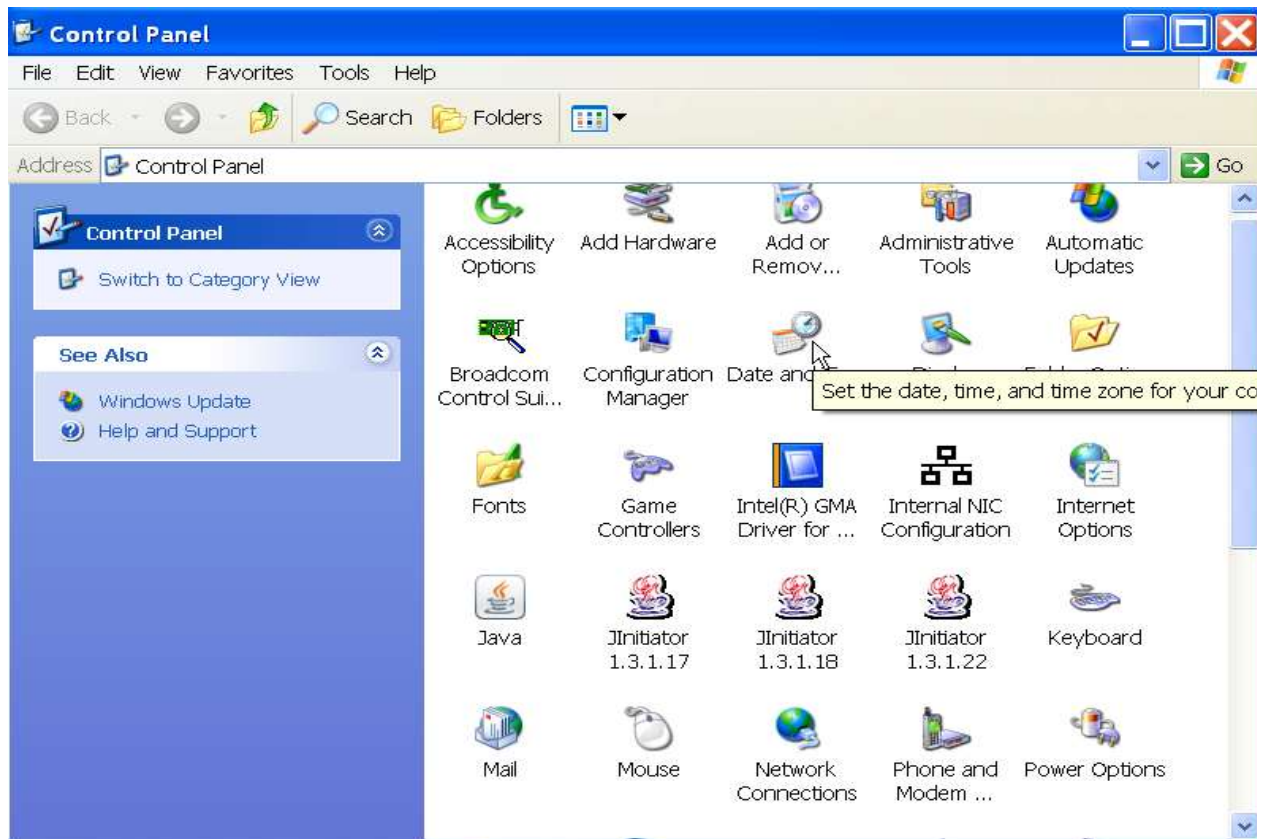 Control Panel
File Edit View Favorites Tools Help
Back Search Folders
Address Control Panel Go
Control Panel
Switch to Category View
See Also
Windows Update
Help and Support
Accessibility Options
Add Hardware
Add or Remov...
Administrative Tools
Automatic Updates
Broadcom Control Sui...
Configuration Manager
Date and
Set the date, time, and time zone for your co
Fonts
Game Controllers
Intel(R) GMA Driver for ...
Internal NIC Configuration
Internet Options
Java
JInitiator 1.3.1.17
JInitiator 1.3.1.18
JInitiator 1.3.1.22
Keyboard
Mail
Mouse
Network Connections
Phone and Modem ...
Power Options